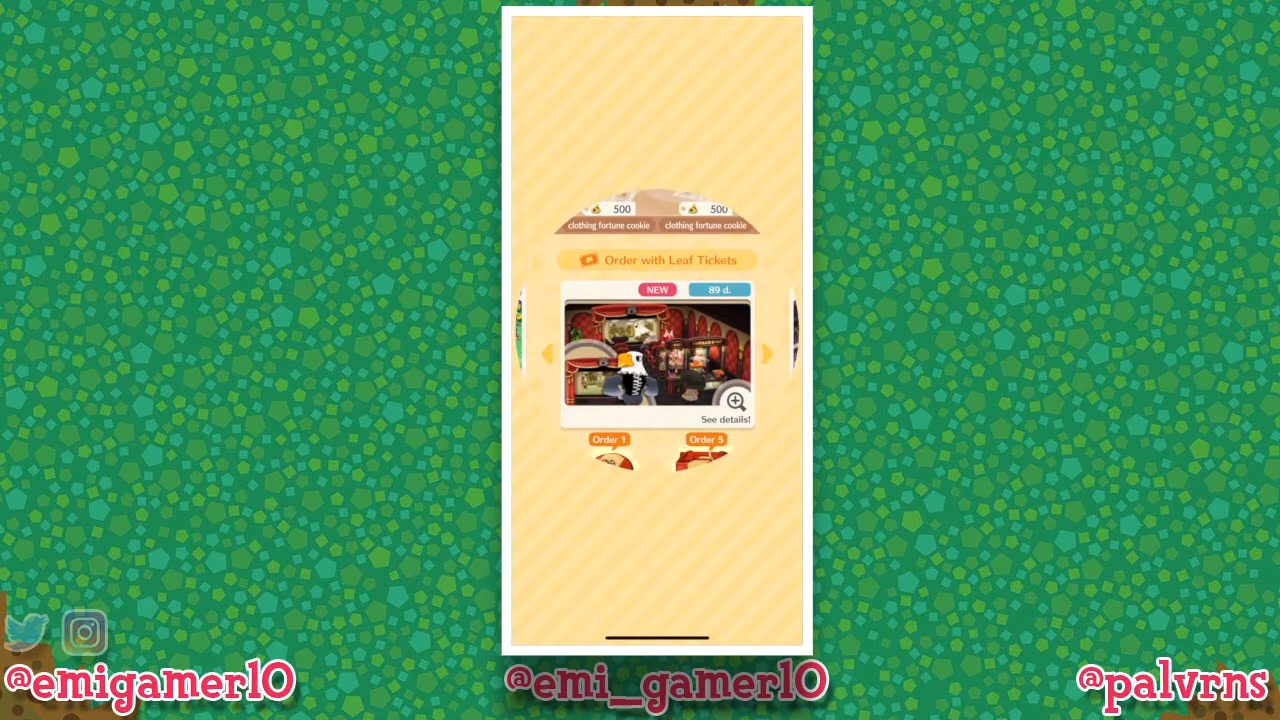 500
500
clothing fortune cookie
clothing fortune cookie
Order with Leaf Tickets
NEW
89 d.
See details!
Order 1
Order 5
@emigamer10
@emi_gamer10
@palvrns